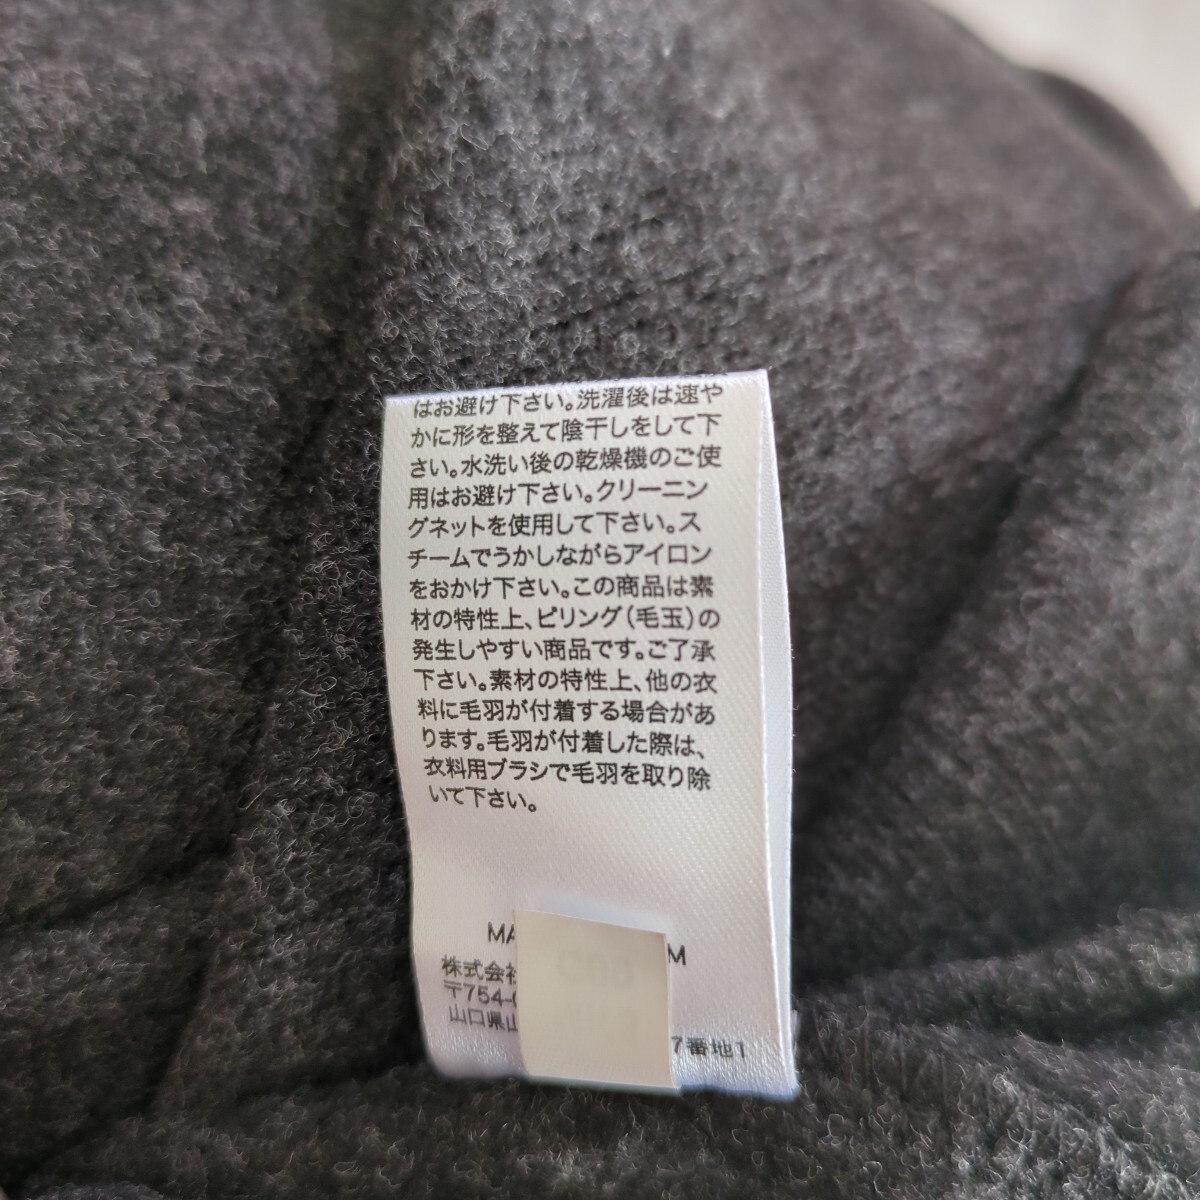 はお避け下さい。洗濯後は速や
かに形を整えて陰干しをして下
さい。水洗い後の乾燥機のご使
用はお避け下さい。クリーニン
グネットを使用して下さい。ス
チームでうかしながらアイロン
をおかけ下さい。この商品は素
材の特性上、ピリング(毛玉)の
発生しやすい商品です。ご了承
下さい。素材の特性上、他の衣
料に毛羽が付着する場合があ
ります。毛羽が付着した際は、
衣料用ブラシで毛羽を取り除
いて下さい。
MA M
株式会社
〒754-0
山口県山 7番地1